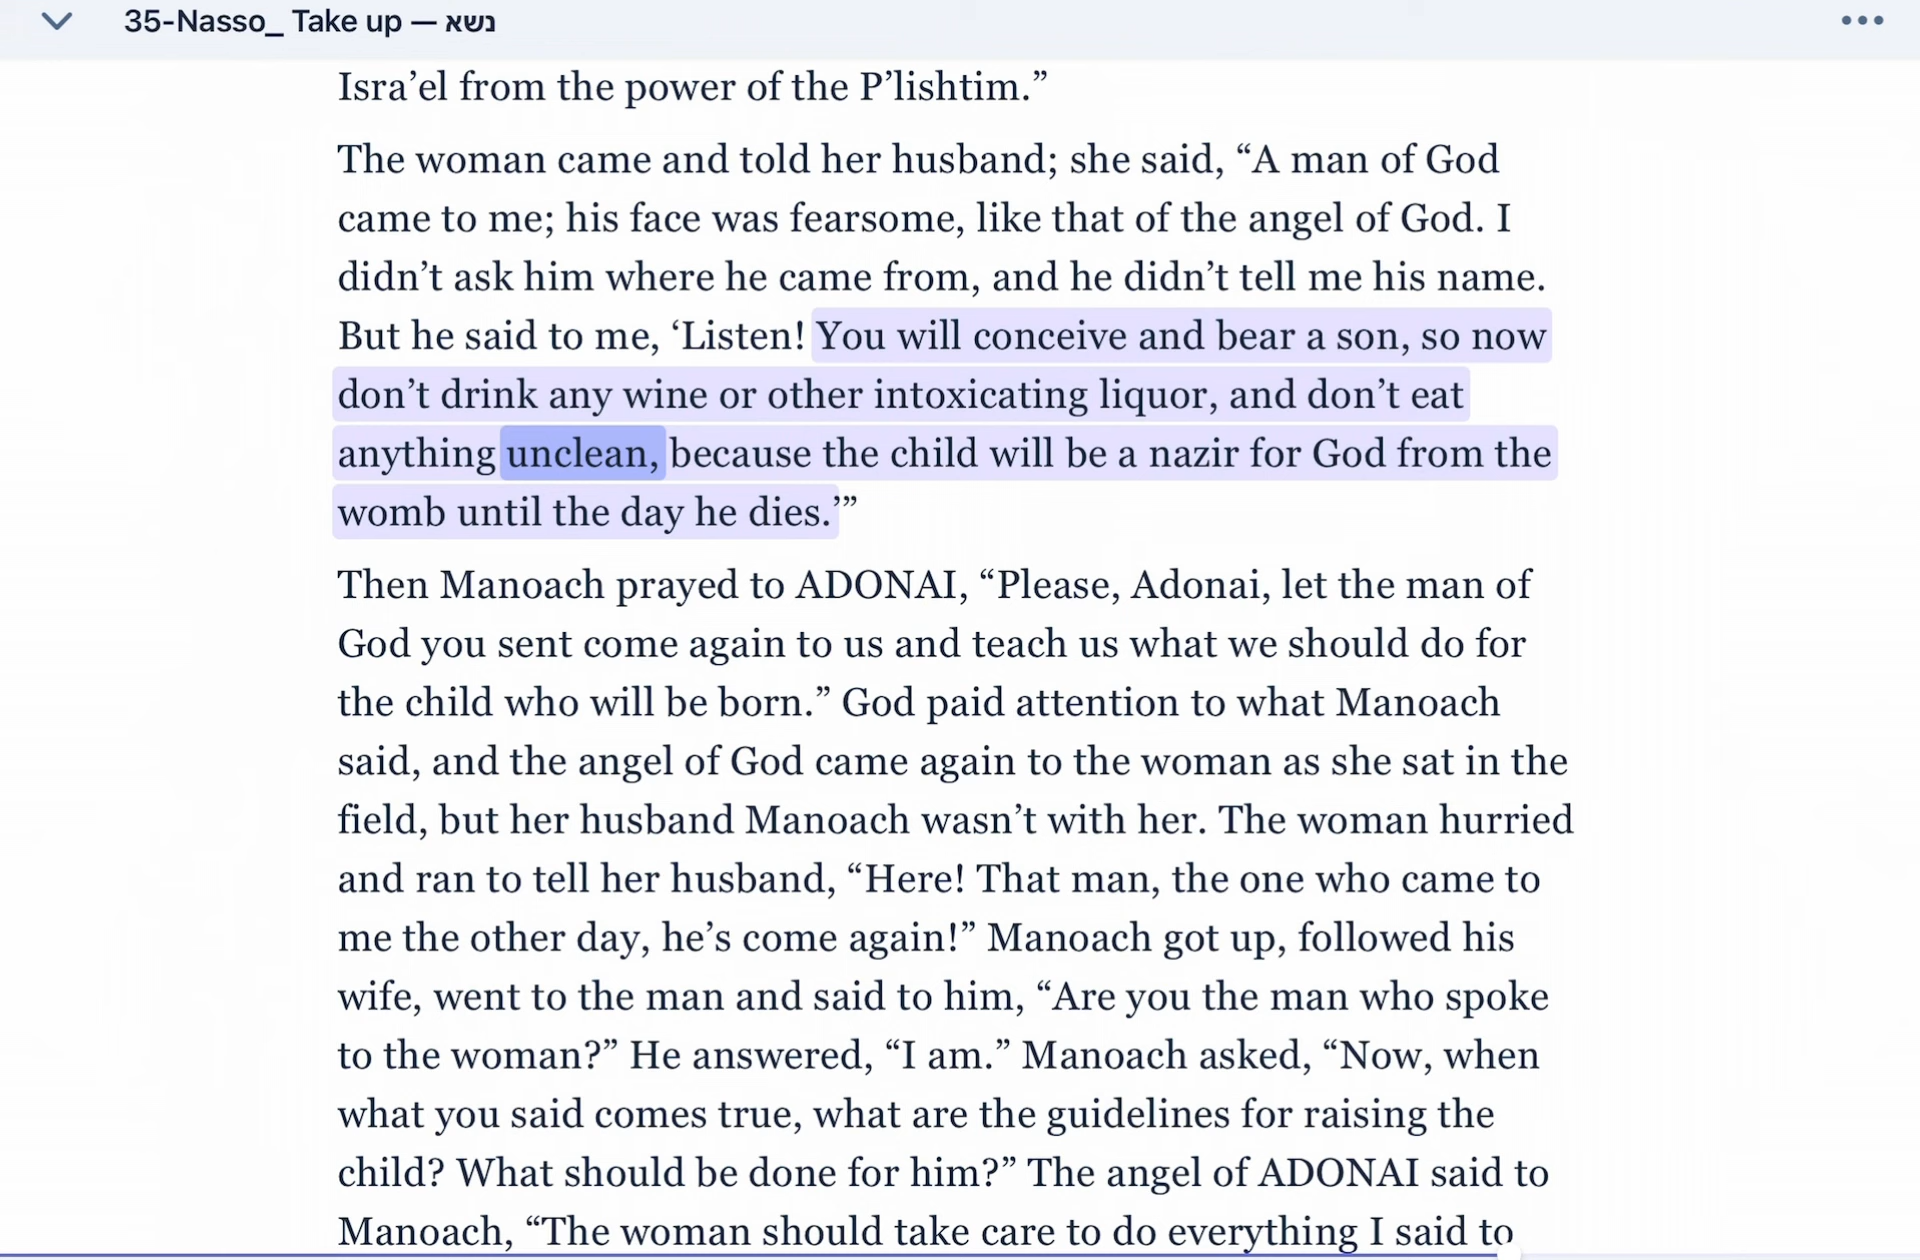 35-Nasso_ Take up — נשא
Isra’el from the power of the P’lishtim.”
The woman came and told her husband; she said, “A man of God
came to me; his face was fearsome, like that of the angel of God. I
didn’t ask him where he came from, and he didn’t tell me his name.
But he said to me, ‘Listen! You will conceive and bear a son, so now
don’t drink any wine or other intoxicating liquor, and don’t eat
anything unclean, because the child will be a nazir for God from the
womb until the day he dies.’”
Then Manoach prayed to ADONAI, “Please, Adonai, let the man of
God you sent come again to us and teach us what we should do for
the child who will be born.” God paid attention to what Manoach
said, and the angel of God came again to the woman as she sat in the
field, but her husband Manoach wasn’t with her. The woman hurried
and ran to tell her husband, “Here! That man, the one who came to
me the other day, he’s come again!” Manoach got up, followed his
wife, went to the man and said to him, “Are you the man who spoke
to the woman?” He answered, “I am.” Manoach asked, “Now, when
what you said comes true, what are the guidelines for raising the
child? What should be done for him?” The angel of ADONAI said to
Manoach, “The woman should take care to do everything I said to